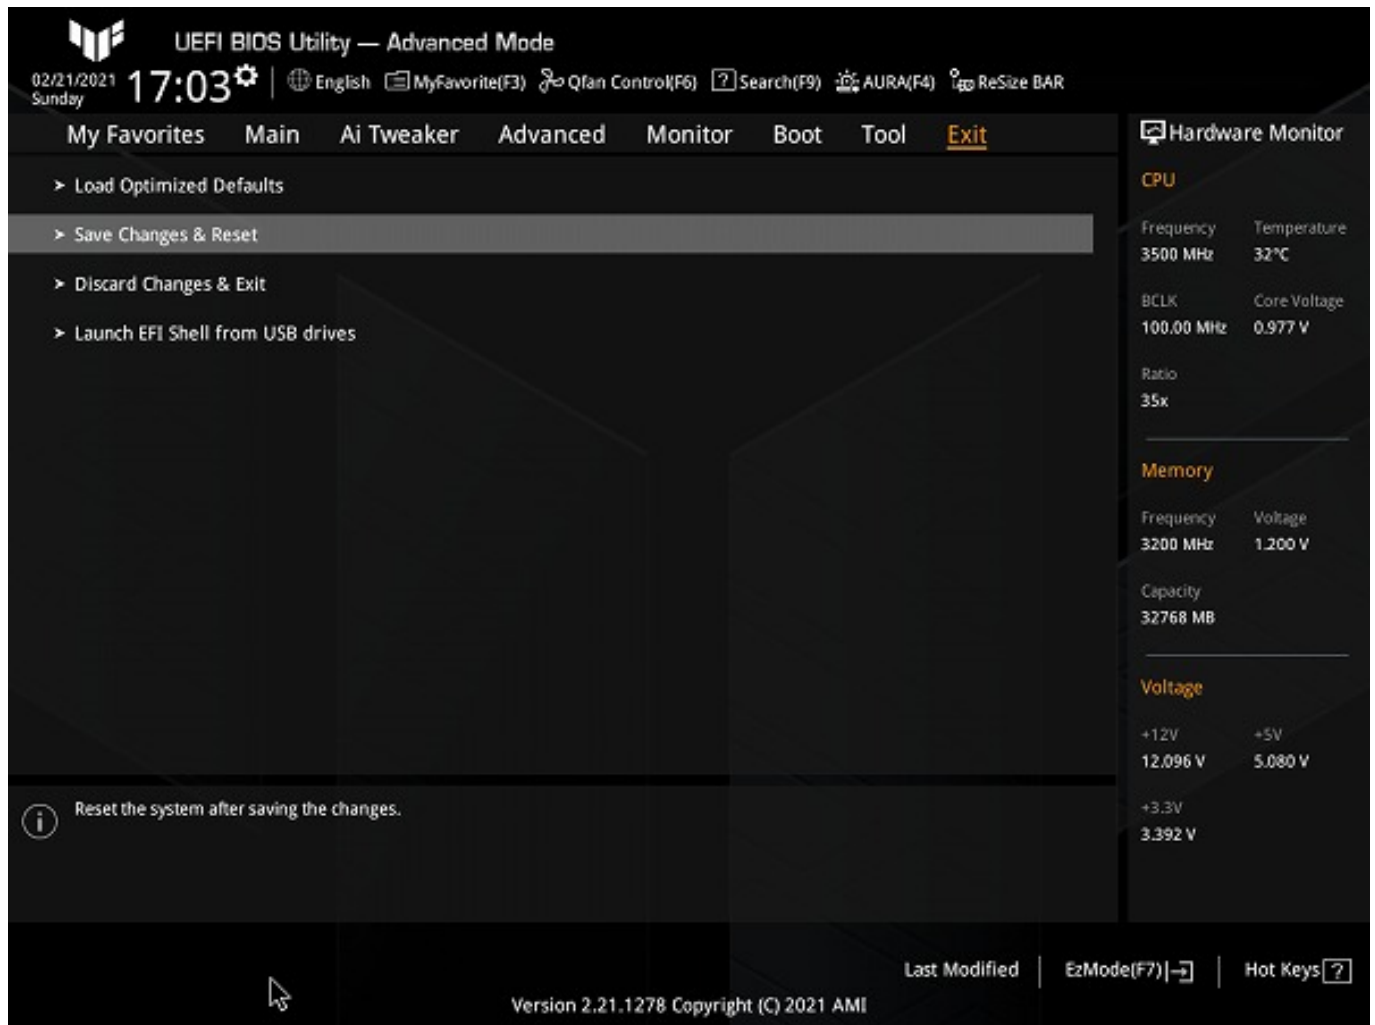 UEFI BIOS Utility — Advanced Mode
02/21/2021
Sunday
17:03
English
MyFavorite(F3)
Qfan Control(F6)
? Search(F9)
AURA(F4)
ReSize BAR
My Favorites Main Ai Tweaker Advanced Monitor Boot Tool Exit
> Load Optimized Defaults
> Save Changes & Reset
> Discard Changes & Exit
> Launch EFI Shell from USB drives
i Reset the system after saving the changes.
Hardware Monitor
CPU
Frequency Temperature
3500 MHz 32°C
BCLK Core Voltage
100.00 MHz 0.977 V
Ratio
35x
Memory
Frequency Voltage
3200 MHz 1.200 V
Capacity
32768 MB
Voltage
+12V +5V
12.096 V 5.080 V
+3.3V
3.392 V
Last Modified
EzMode(F7)
Hot Keys ?
Version 2.21.1278 Copyright (C) 2021 AMI